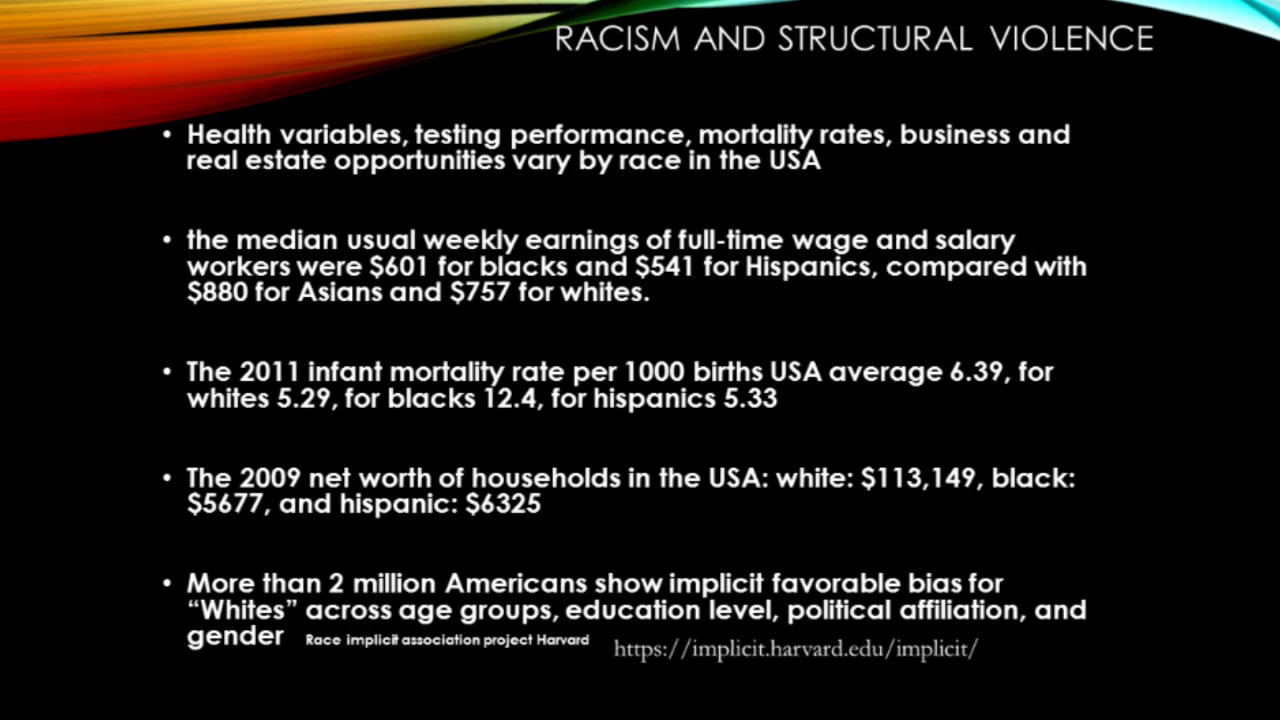 RACISM AND STRUCTURAL VIOLENCE
• Health variables, testing performance, mortality rates, business and
real estate opportunities vary by race in the USA
• the median usual weekly earnings of full-time wage and salary
workers were $601 for blacks and $541 for Hispanics, compared with
$880 for Asians and $757 for whites.
• The 2011 infant mortality rate per 1000 births USA average 6.39, for
whites 5.29, for blacks 12.4, for hispanics 5.33
• The 2009 net worth of households in the USA: white: $113,149, black:
$5677, and hispanic: $6325
• More than 2 million Americans show implicit favorable bias for
“Whites” across age groups, education level, political affiliation, and
gender Race implicit association project Harvard https://implicit.harvard.edu/implicit/